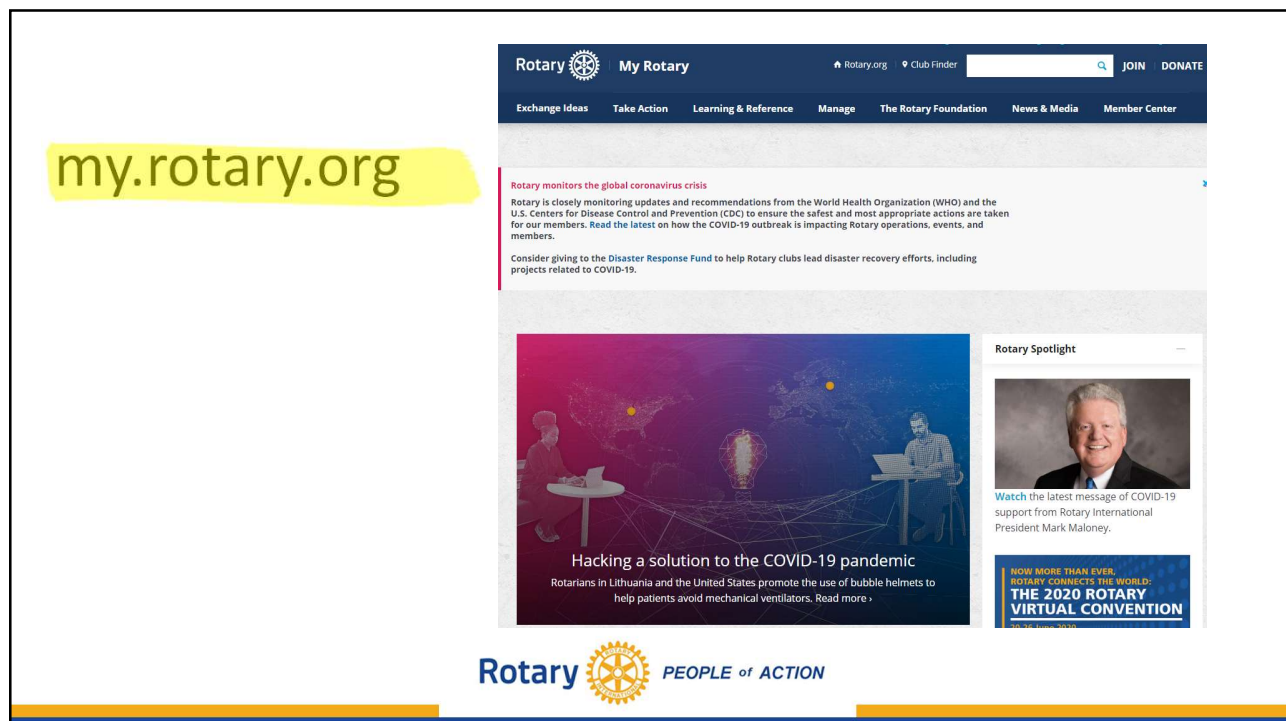 my.rotary.org
Rotary
My Rotary
Rotary.org
Club Finder
JOIN
DONATE
Exchange Ideas
Take Action
Learning & Reference
Manage
The Rotary Foundation
News & Media
Member Center
Rotary monitors the global coronavirus crisis
Rotary is closely monitoring updates and recommendations from the World Health Organization (WHO) and the
U.S. Centers for Disease Control and Prevention (CDC) to ensure the safest and most appropriate actions are taken
for our members. Read the latest on how the COVID-19 outbreak is impacting Rotary operations, events, and
members.
Consider giving to the Disaster Response Fund to help Rotary clubs lead disaster recovery efforts, including
projects related to COVID-19.
Hacking a solution to the COVID-19 pandemic
Rotarians in Lithuania and the United States promote the use of bubble helmets to
help patients avoid mechanical ventilators. Read more ›
Rotary Spotlight
Watch the latest message of COVID-19
support from Rotary International
President Mark Maloney.
NOW MORE THAN EVER,
ROTARY CONNECTS THE WORLD:
THE 2020 ROTARY
VIRTUAL CONVENTION
20-26 June 2020
Rotary
ROTARY
INTERNATIONAL
PEOPLE of ACTION